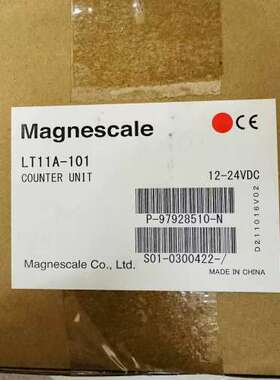 Magnescale
CE
LT11A-101
COUNTER UNIT
12-24VDC
P-97928510-N
S01-0300422-/
D211016V02
Magnescale Co., Ltd.
MADE IN CHINA